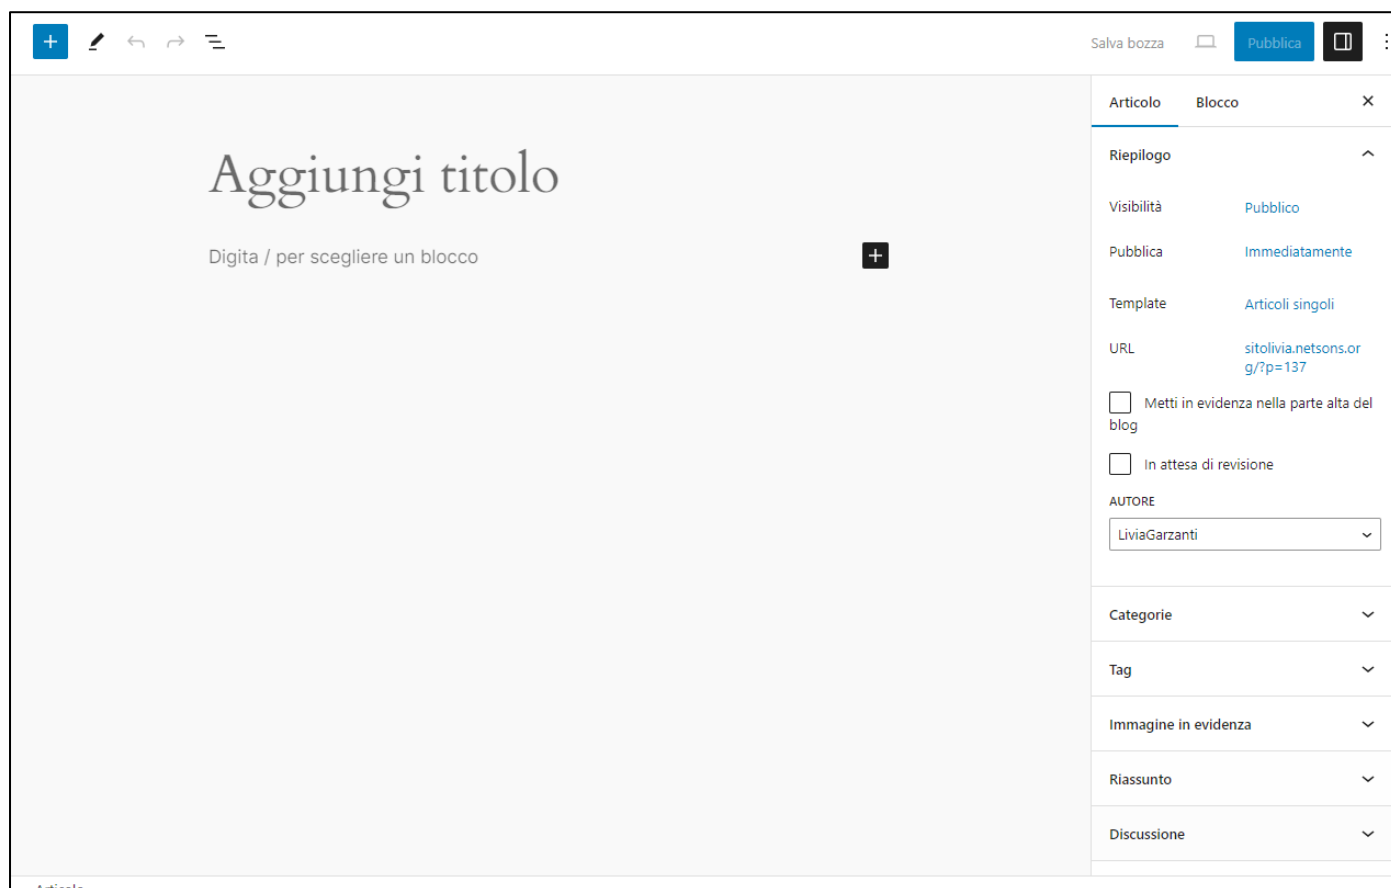 Salva bozza
Pubblica
Articolo Blocco
Aggiungi titolo
Digita / per scegliere un blocco
Riepilogo
Visibilità Pubblico
Pubblica Immediatamente
Template Articoli singoli
URL sitolivia.netsons.or
g/?p=137
Metti in evidenza nella parte alta del
blog
In attesa di revisione
AUTORE
LiviaGarzanti
Categorie
Tag
Immagine in evidenza
Riassunto
Discussione
Articolo